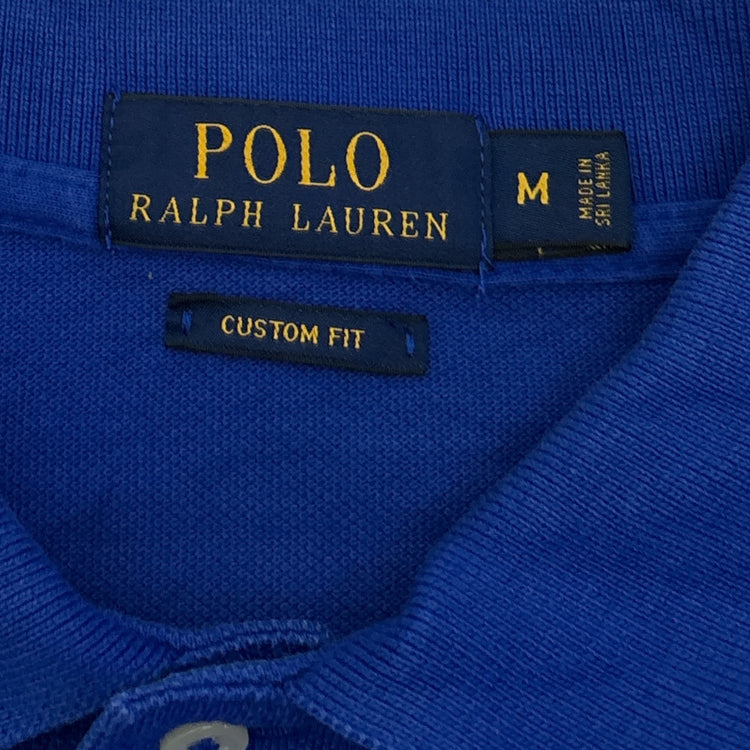 POLO
RALPH LAUREN
M
MADE IN
SRI LANKA
CUSTOM FIT